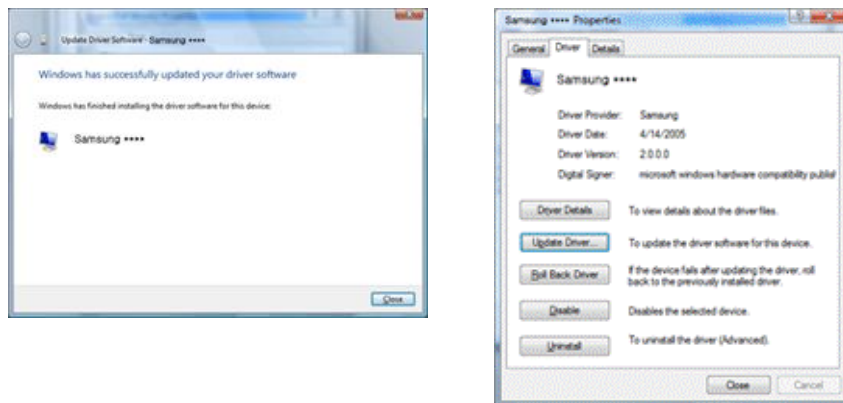 Update Driver Software - Samsung ••••
Windows has successfully updated your driver software
Windows has finished installing the driver software for this device:
Samsung ••••
Close
Samsung •••• Properties
General Driver Details
Samsung ••••
Driver Provider: Samsung
Driver Date: 4/14/2005
Driver Version: 2.0.0.0
Digital Signer: microsoft windows hardware compatibility publisl
Driver Details To view details about the driver files.
Update Driver... To update the driver software for this device.
Roll Back Driver If the device fails after updating the driver, roll
back to the previously installed driver.
Disable Disables the selected device.
Uninstall To uninstall the driver (Advanced).
Close Cancel